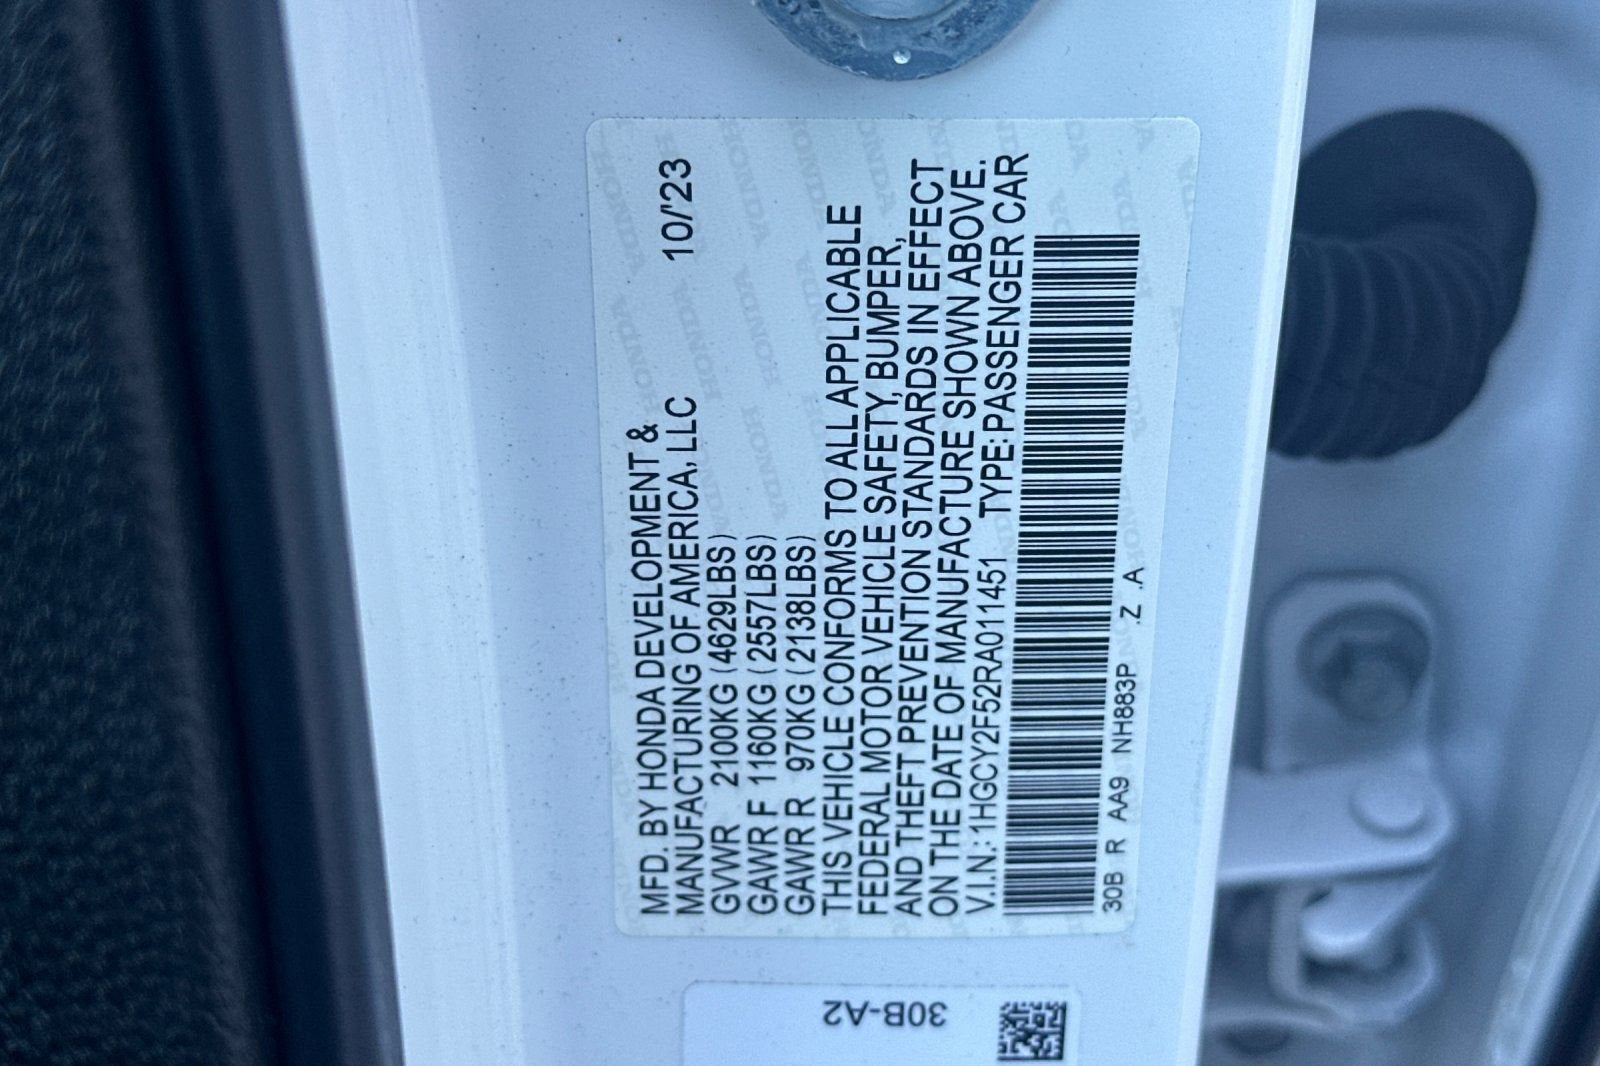 MFD. BY HONDA DEVELOPMENT &
MANUFACTURING OF AMERICA, LLC 10/'23
GVWR 2100KG (4629LBS)
GAWR F 1160KG (2557LBS)
GAWR R 970KG (2138LBS)
THIS VEHICLE CONFORMS TO ALL APPLICABLE
FEDERAL MOTOR VEHICLE SAFETY, BUMPER,
AND THEFT PREVENTION STANDARDS IN EFFECT
ON THE DATE OF MANUFACTURE SHOWN ABOVE.
V.I.N.: 1HGCY2F52RA011451 TYPE: PASSENGER CAR
30B R AA9 NH883P .Z .A
30B-A2